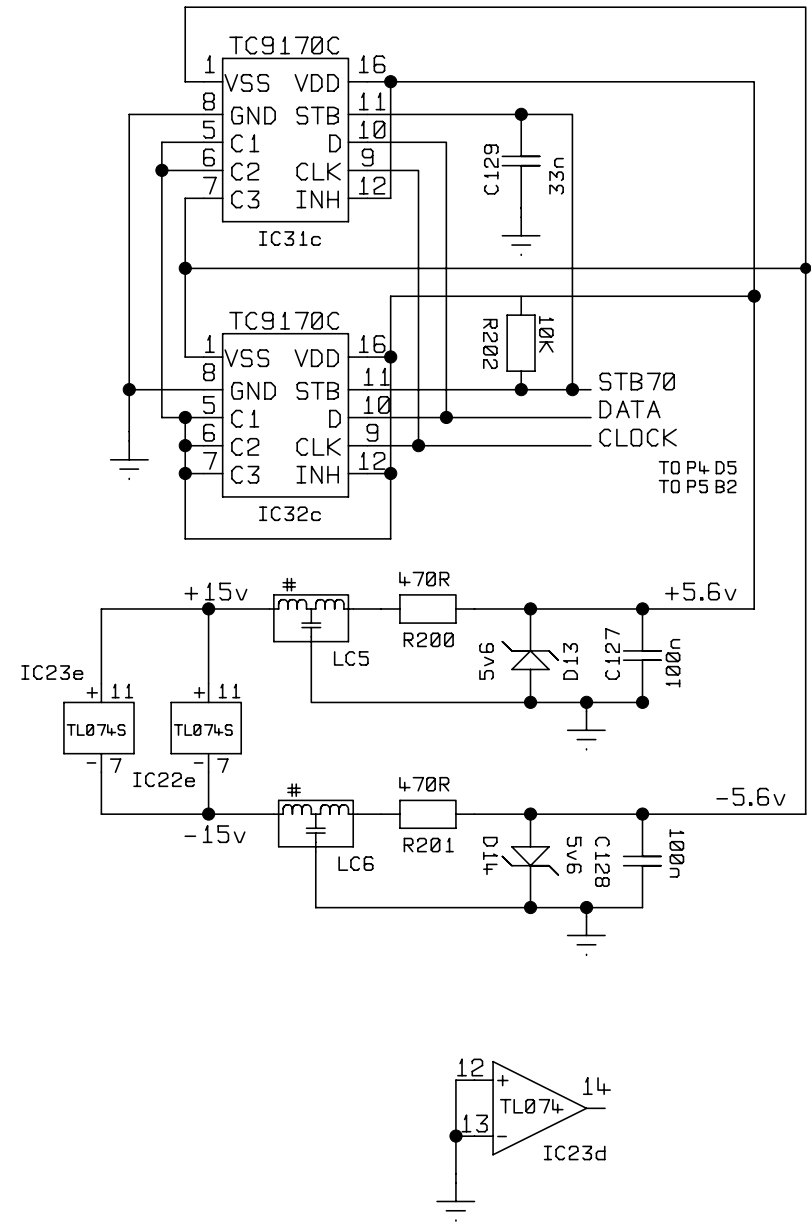 TC9170C
1 VSS VDD 16
8 GND STB 11
5 C1 D 10
6 C2 CLK 9
7 C3 INH 12
IC31c
C129 33n
TC9170C
1 VSS VDD 16
8 GND STB 11
5 C1 D 10
6 C2 CLK 9
7 C3 INH 12
IC32c
R202 10K
STB70
DATA
CLOCK
TO P4 D5
TO P5 B2
+15v # 470R +5.6v
R200
LC5
5v6 D13 C127 100n
IC23e
+ 11 + 11
TL074S TL074S
- 7 - 7
IC22e
-15v # 470R -5.6v
R201
LC6
D14 5v6 C128 100n
12 + 14
TL074
13 -
IC23d